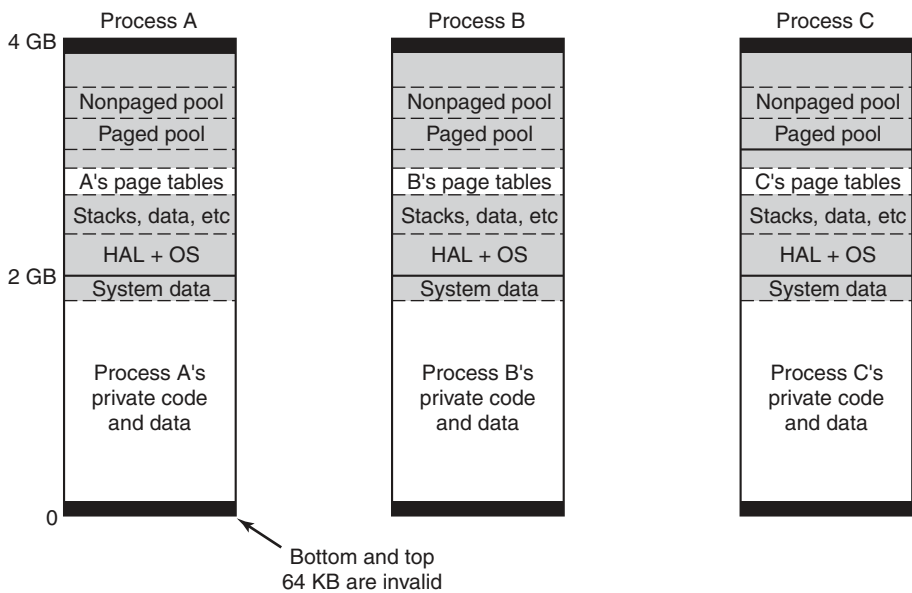 Process A
Process B
Process C
4 GB
Nonpaged pool
Nonpaged pool
Nonpaged pool
Paged pool
Paged pool
Paged pool
A's page tables
B's page tables
C's page tables
Stacks, data, etc
Stacks, data, etc
Stacks, data, etc
HAL + OS
HAL + OS
HAL + OS
2 GB
System data
System data
System data
Process A's
private code
and data
Process B's
private code
and data
Process C's
private code
and data
0
Bottom and top
64 KB are invalid